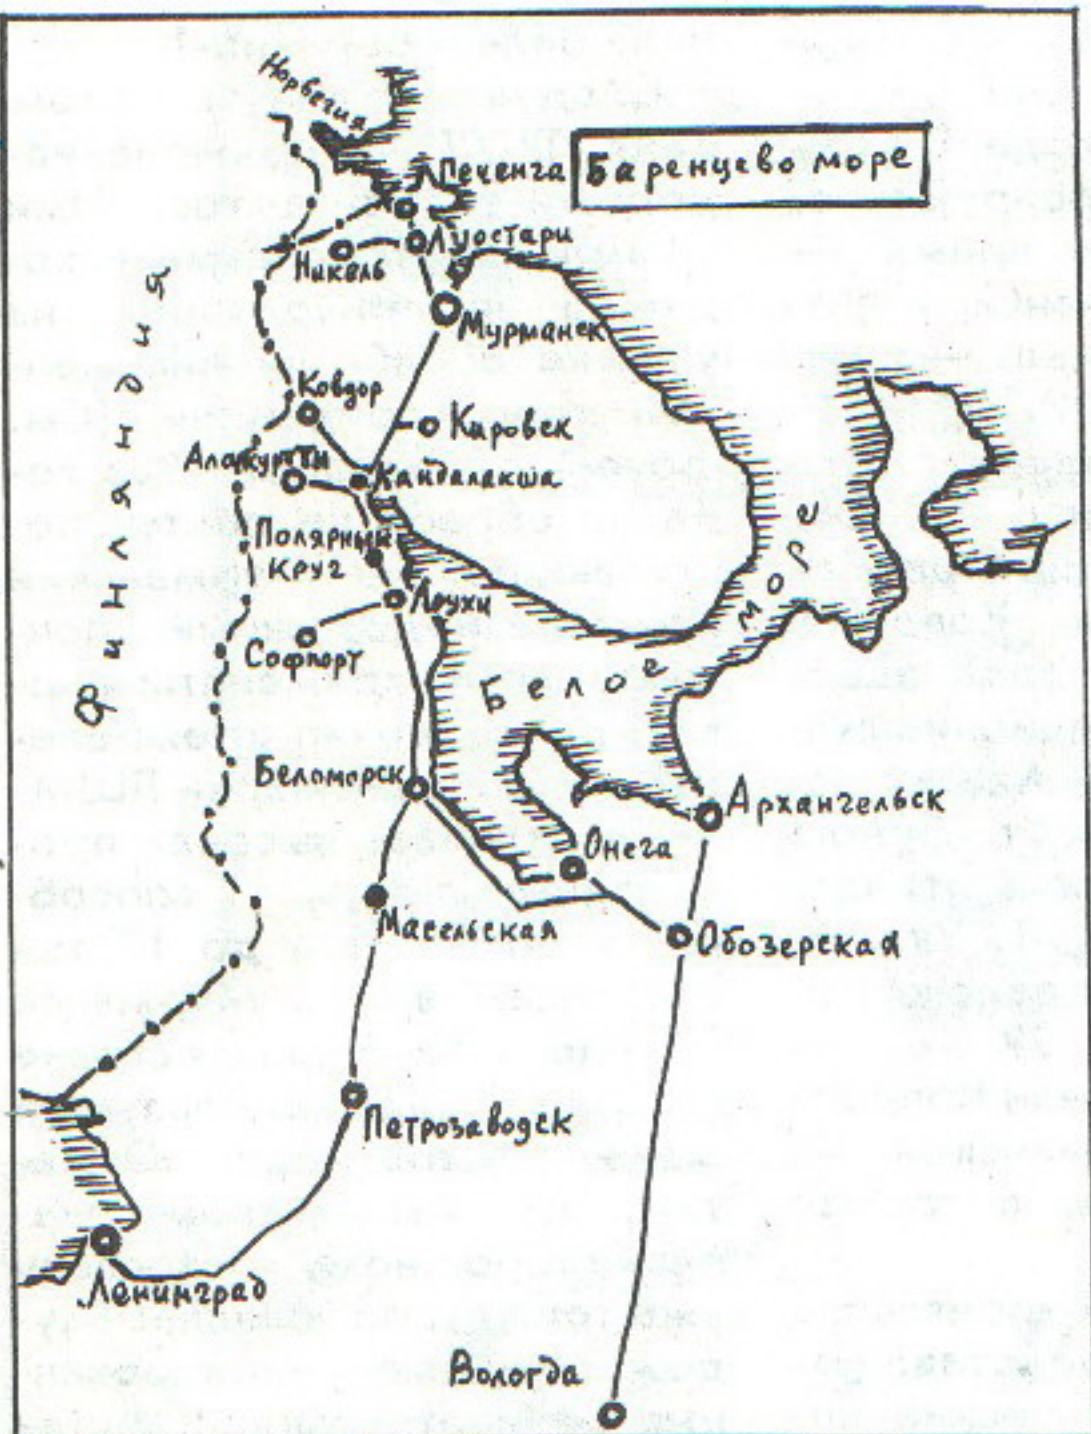 Норвегия
Печенга
Баренцево море
Луостари
Никель
Мурманск
Финляндия
Ковдор
Кировск
Алакуртти
Кандалакша
Полярный
круг
Лоухи
Софпорт
Белое море
Беломорск
Архангельск
Онега
Масельская
Обозерская
Петрозаводск
Ленинград
Вологда